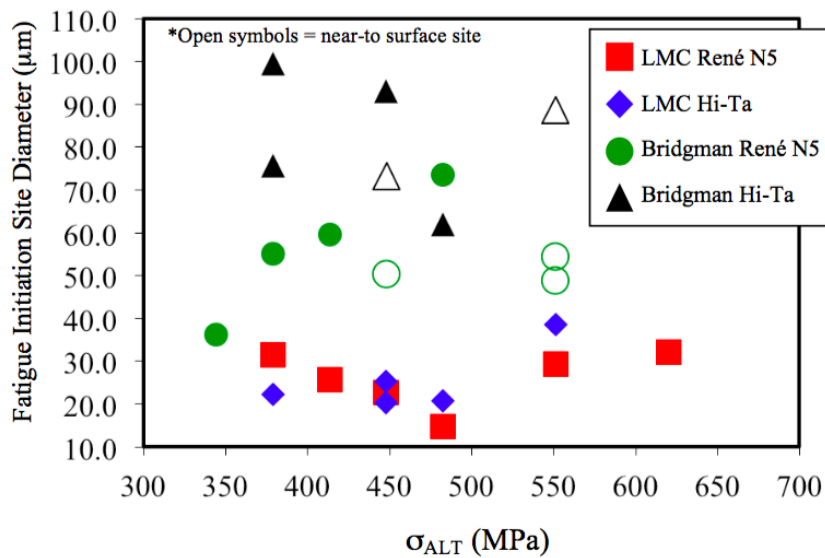 110.0
100.0
90.0
80.0
70.0
60.0
50.0
40.0
30.0
20.0
10.0
Fatigue Initiation Site Diameter (μm)
*Open symbols = near-to surface site
LMC René N5
LMC Hi-Ta
Bridgman René N5
Bridgman Hi-Ta
300 350 400 450 500 550 600 650 700
σALT (MPa)